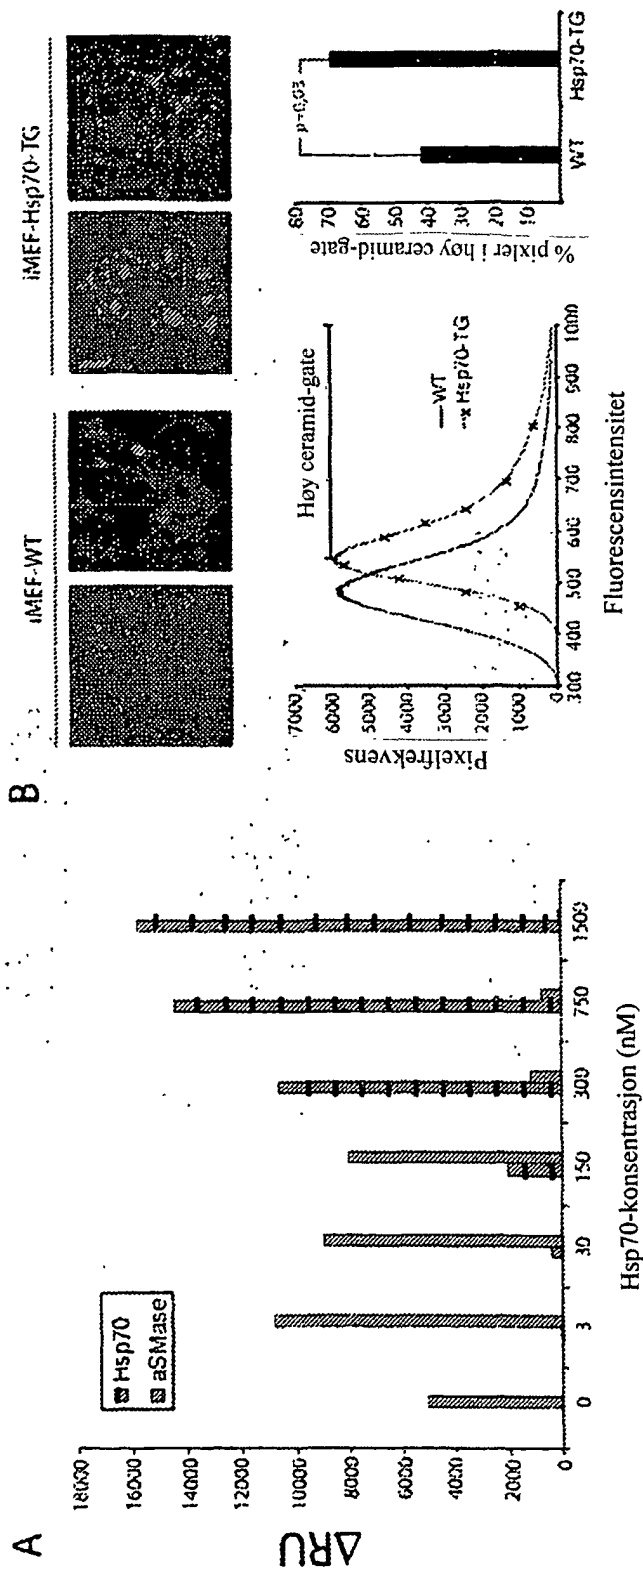 A
ΔRU
18000
16000
14000
12000
10000
8000
6000
4000
2000
0
Hsp70
aSMase
0 3 30 150 300 750 1500
Hsp70-konsentrasjon (nM)
B
iMEF-WT
iMEF-Hsp70-TG
Pixelfrekvens
7000
6000
5000
4000
3000
2000
1000
0
Høy ceramid-gate
WT
Hsp70-TG
300 400 500 600 700 800 900 1000
Fluorescensintensitet
% pixler i høy ceramid-gate
80
70
60
50
40
30
20
10
p=0,03
WT Hsp70-TG